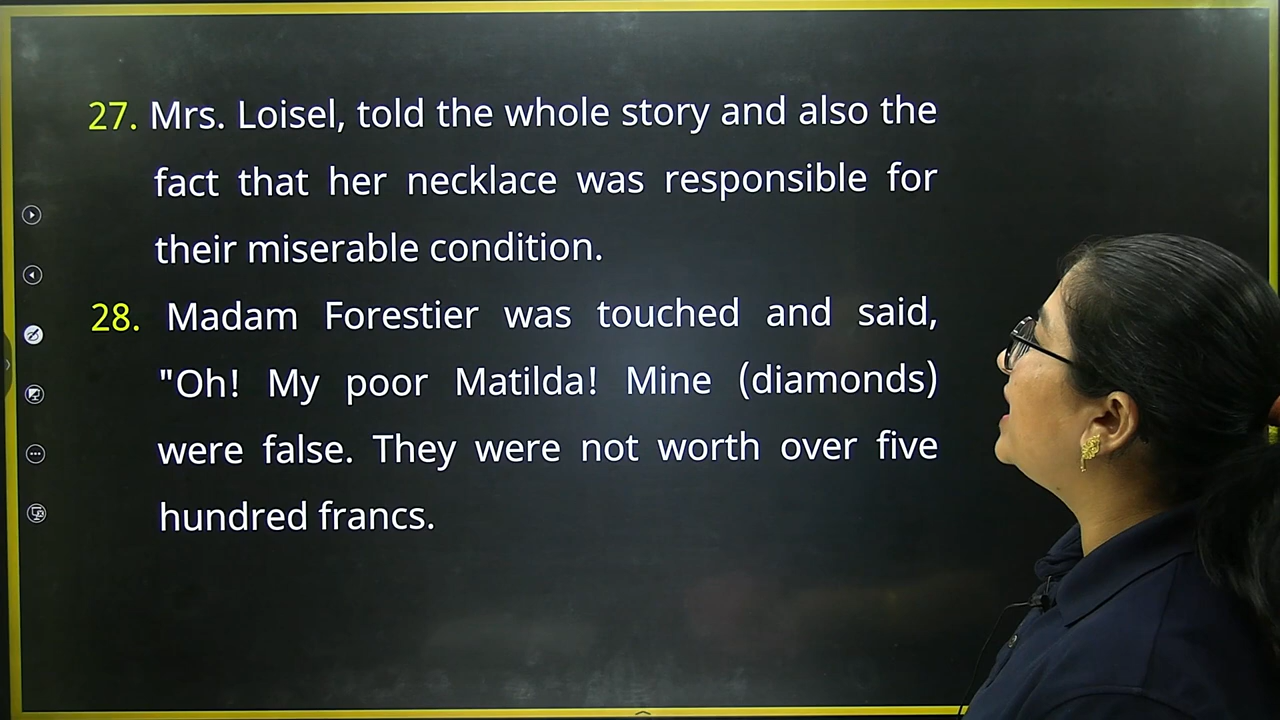 27. Mrs. Loisel, told the whole story and also the
fact that her necklace was responsible for
their miserable condition.
28. Madam Forestier was touched and said,
"Oh! My poor Matilda! Mine (diamonds)
were false. They were not worth over five
hundred francs.